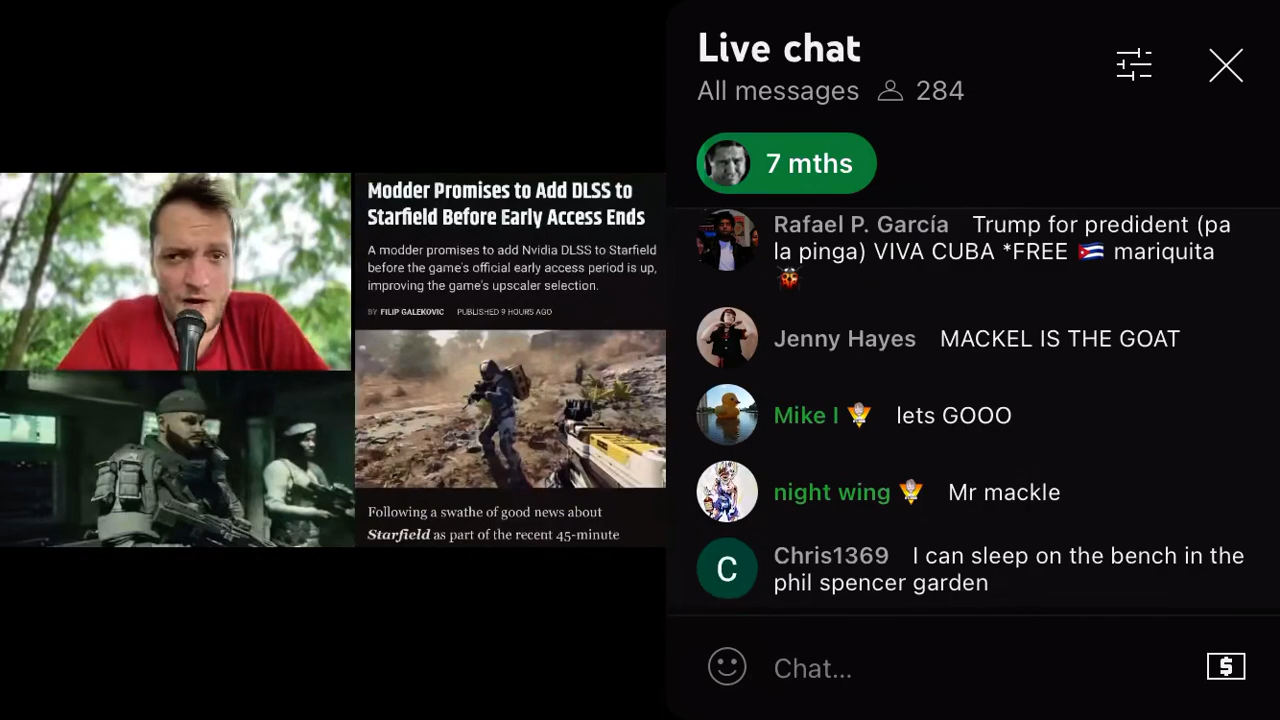 Modder Promises to Add DLSS to
Starfield Before Early Access Ends
A modder promises to add Nvidia DLSS to Starfield
before the game's official early access period is up,
improving the game's upscaler selection.
BY FILIP GALEKOVIC PUBLISHED 9 HOURS AGO
Following a swathe of good news about
Starfield as part of the recent 45-minute
Live chat
All messages 284
7 mths
Rafael P. García Trump for predident (pa
la pinga) VIVA CUBA *FREE 🇨🇺 mariquita
🐞
Jenny Hayes MACKEL IS THE GOAT
Mike I lets GOOO
night wing Mr mackle
C
Chris1369 I can sleep on the bench in the
phil spencer garden
Chat...
$